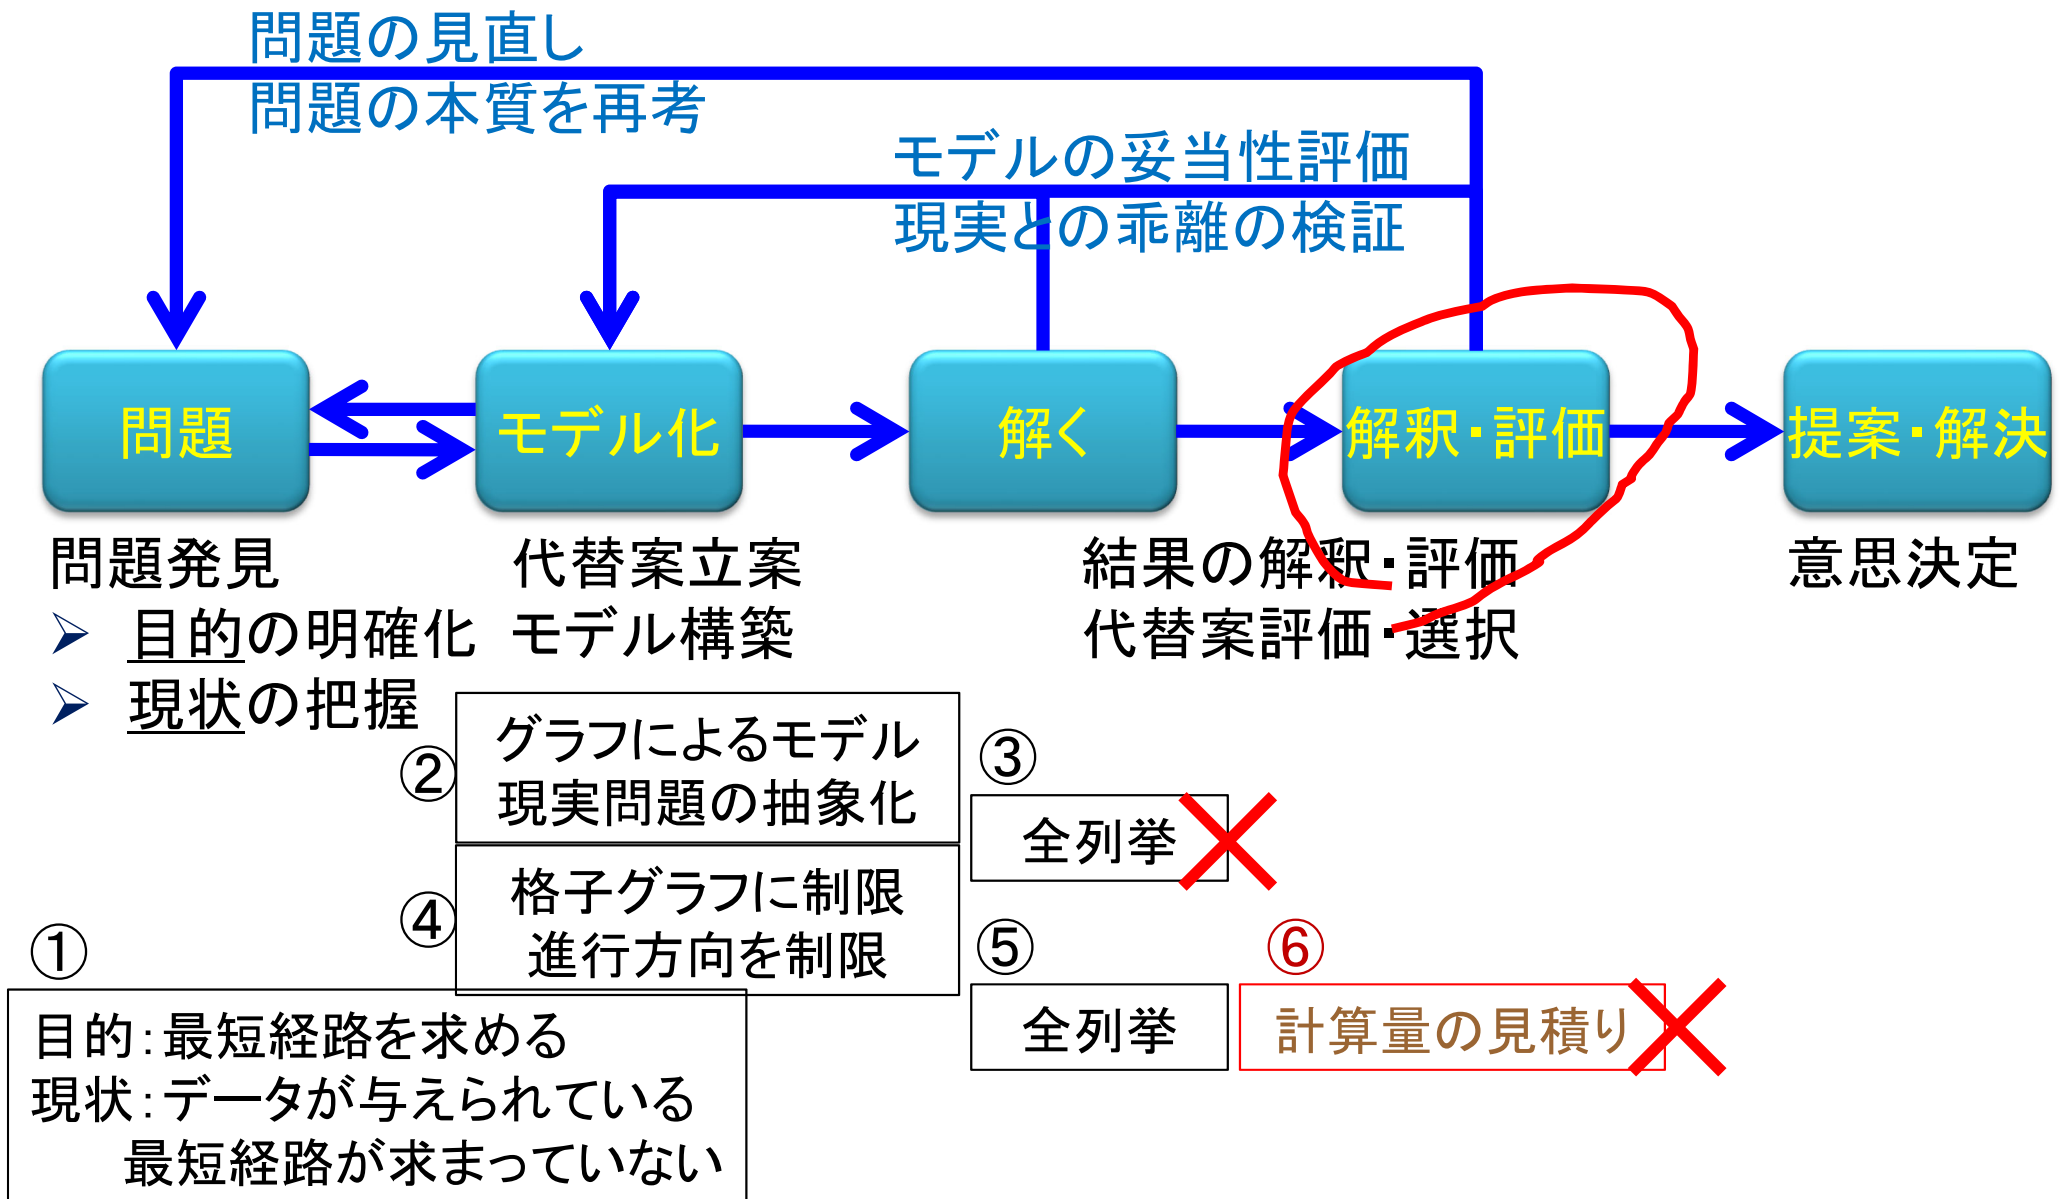 問題の見直し
問題の本質を再考
モデルの妥当性評価
現実との乖離の検証
問題
モデル化
解く
解釈・評価
提案・解決
問題発見
➢ 目的の明確化
➢ 現状の把握
代替案立案
モデル構築
結果の解釈・評価
代替案評価・選択
意思決定
②
グラフによるモデル
現実問題の抽象化
③
全列挙
④
格子グラフに制限
進行方向を制限
⑤
全列挙
⑥
計算量の見積り
①
目的：最短経路を求める
現状：データが与えられている
最短経路が求まっていない